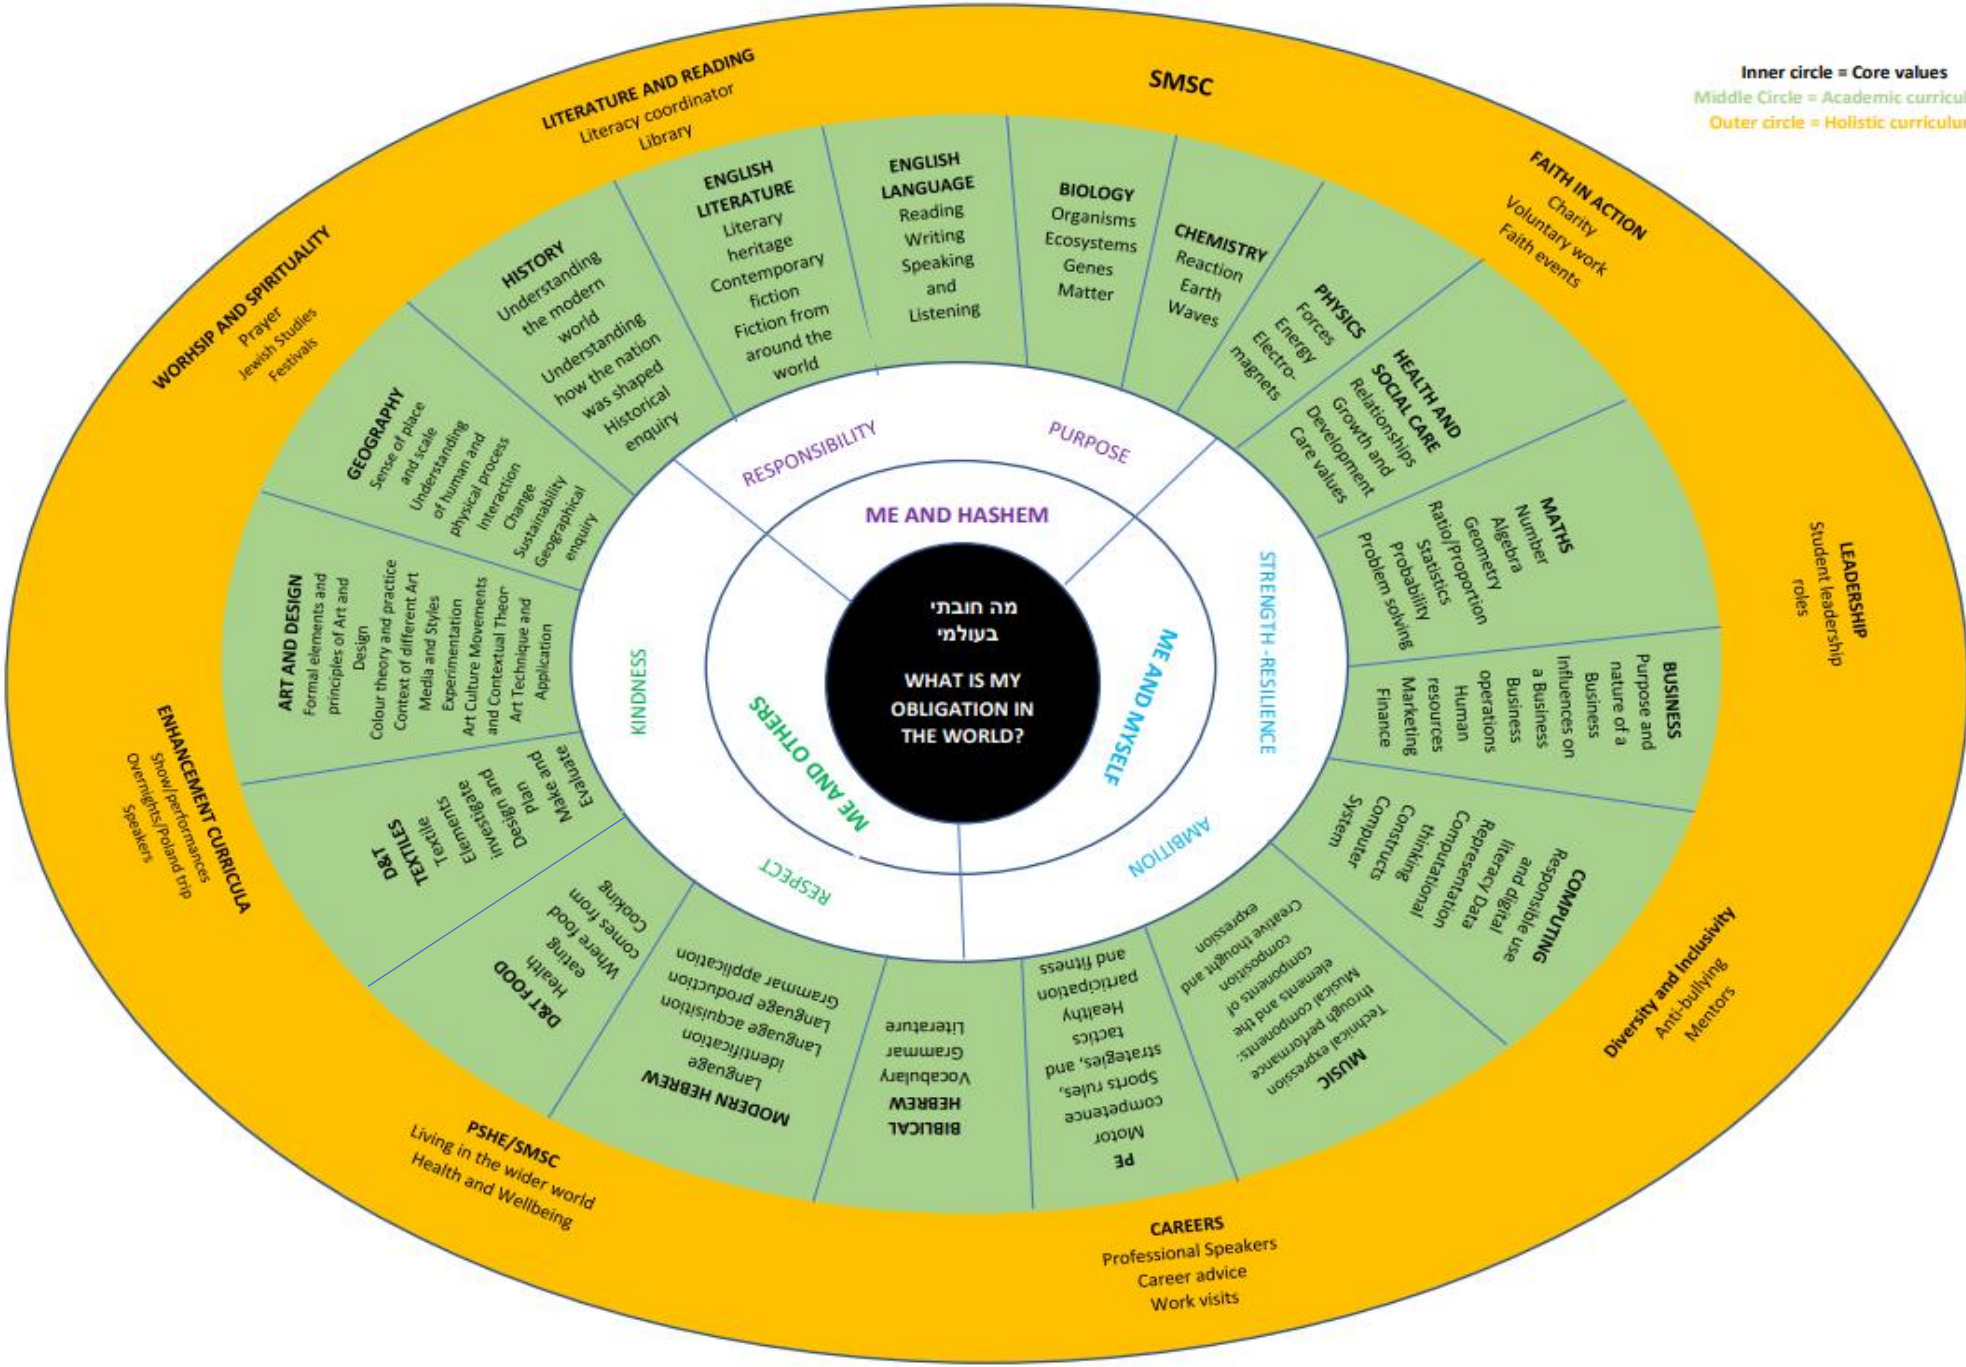 Inner circle = Core values
Middle Circle = Academic curricul
Outer circle = Holistic curriculu
SMSC
FAITH IN ACTION
Charity
Voluntary work
Faith events
LEADERSHIP
Student leadership
roles
Diversity and Inclusivity
Anti-bullying
Mentors
CAREERS
Professional Speakers
Career advice
Work visits
PSHE/SMSC
Living in the wider world
Health and Wellbeing
ENHANCEMENT CURRICULA
Show/performances
Overnights/Poland trip
Speakers
WORHSIP AND SPIRITUALITY
Prayer
Jewish Studies
Festivals
LITERATURE AND READING
Literacy coordinator
Library
ENGLISH
LITERATURE
Literary
heritage
Contemporary
fiction
Fiction from
around the
world
ENGLISH
LANGUAGE
Reading
Writing
Speaking
and
Listening
BIOLOGY
Organisms
Ecosystems
Genes
Matter
CHEMISTRY
Reaction
Earth
Waves
PHYSICS
Forces
Energy
Electro-
magnets
HEALTH AND
SOCIAL CARE
Relationships
Growth and
Development
Care values
MATHS
Number
Algebra
Geometry
Ratio/Proportion
Statistics
Probability
Problem solving
BUSINESS
Purpose and
nature of a
Business
Influences on
a Business
Business
operations
Human
resources
Marketing
Finance
COMPUTING
Responsible use
and digital
literacy Data
Representation
Computational
thinking
Constructs
Computer
System
MUSIC
Technical expression
through performance
Musical components:
elements and the
components of
composition
Creative thought and
expression
PE
Motor
competence
Sports rules,
strategies, and
tactics
Healthy
participation
and fitness
BIBLICAL
HEBREW
Vocabulary
Grammar
Literature
MODERN HEBREW
Language
identification
Language acquisition
Language production
Grammar application
D&T FOOD
Health
eating
Where food
comes from
Cooking
D&T
TEXTILES
Textile
Elements
investigate
Design and
Plan
Make and
Evaluate
ART AND DESIGN
Formal elements and
principles of Art and
Design
Colour theory and practice
Context of different Art
Media and Styles
Experimentation
Art Culture Movements
and Contextual Theory
Art Technique and
Application
GEOGRAPHY
Sense of place
and scale
Understanding
of human and
physical process
Interaction
Change
Sustainability
Geographical
enquiry
HISTORY
Understanding
the modern
world
Understanding
how the nation
was shaped
Historical
enquiry
RESPONSIBILITY
PURPOSE
STRENGTH -RESILIENCE
AMBITION
RESPECT
KINDNESS
ME AND HASHEM
ME AND MYSELF
ME AND OTHERS
מה חובתי
בעולמי
WHAT IS MY
OBLIGATION IN
THE WORLD?